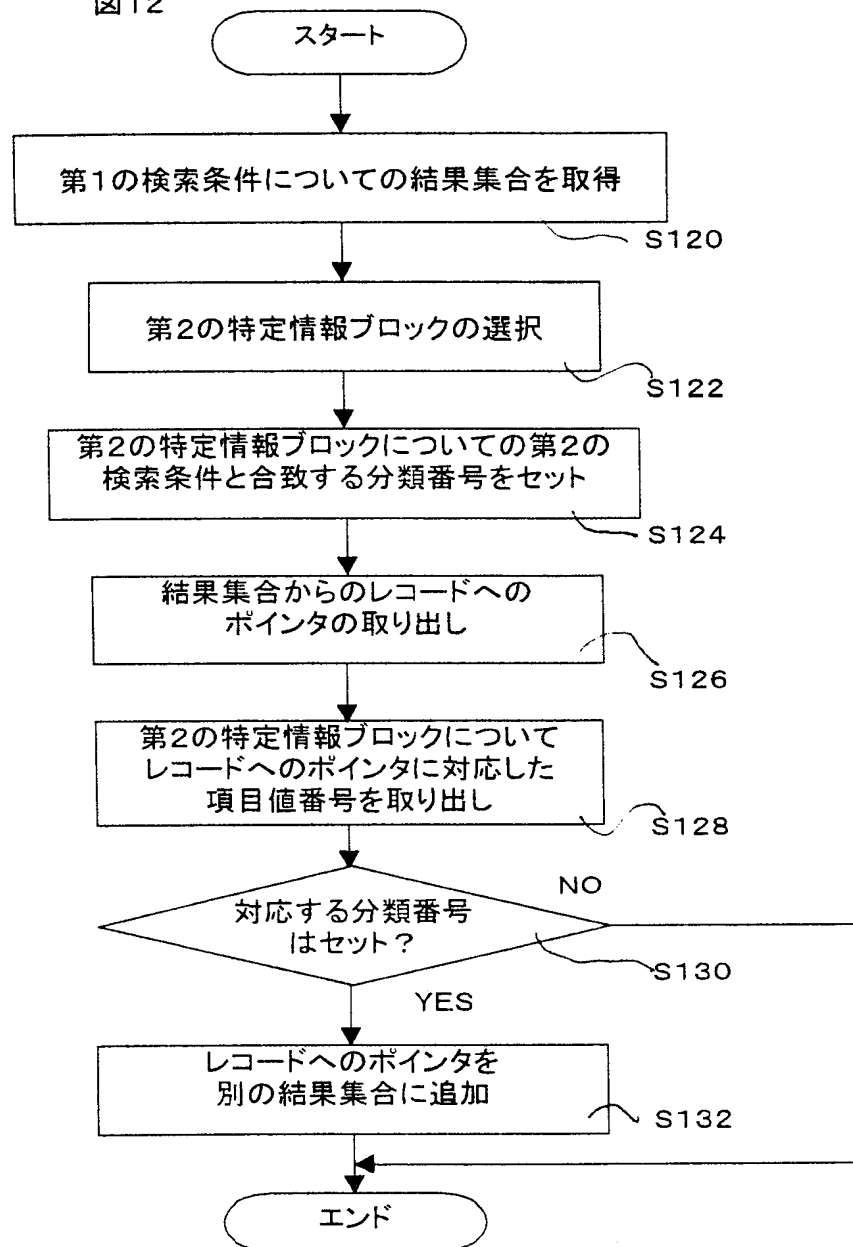 図12
スタート
第1の検索条件についての結果集合を取得
S120
第2の特定情報ブロックの選択
S122
第2の特定情報ブロックについての第2の
検索条件と合致する分類番号をセット
S124
結果集合からのレコードへの
ポインタの取り出し
S126
第2の特定情報ブロックについて
レコードへのポインタに対応した
項目値番号を取り出し
S128
NO
対応する分類番号
はセット？
S130
YES
レコードへのポインタを
別の結果集合に追加
S132
エンド